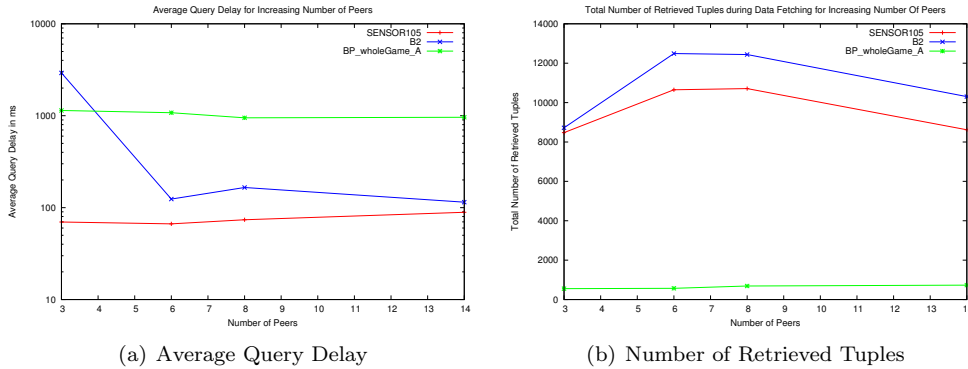 Average Query Delay for Increasing Number of Peers
SENSOR105
B2
BP_wholeGame_A
Average Query Delay in ms
1000
0
1000
100
10
3 4 5 6 7 8 9 10 11 12 13 14
Number of Peers
(a) Average Query Delay
Total Number of Retrieved Tuples during Data Fetching for Increasing Number Of Peers
SENSOR105
B2
BP_wholeGame_A
Total Number of Retrieved Tuples
14000
12000
10000
8000
6000
4000
2000
0
3 4 5 6 7 8 9 10 11 12 13 1
Number of Peers
(b) Number of Retrieved Tuples